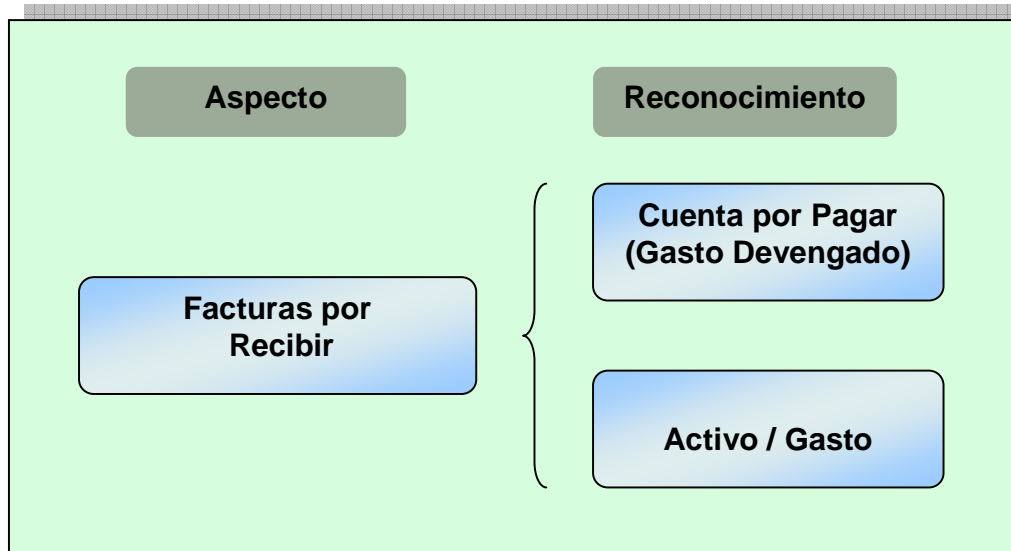 Aspecto
Reconocimiento
Cuenta por Pagar
(Gasto Devengado)
Facturas por
Recibir
Activo / Gasto